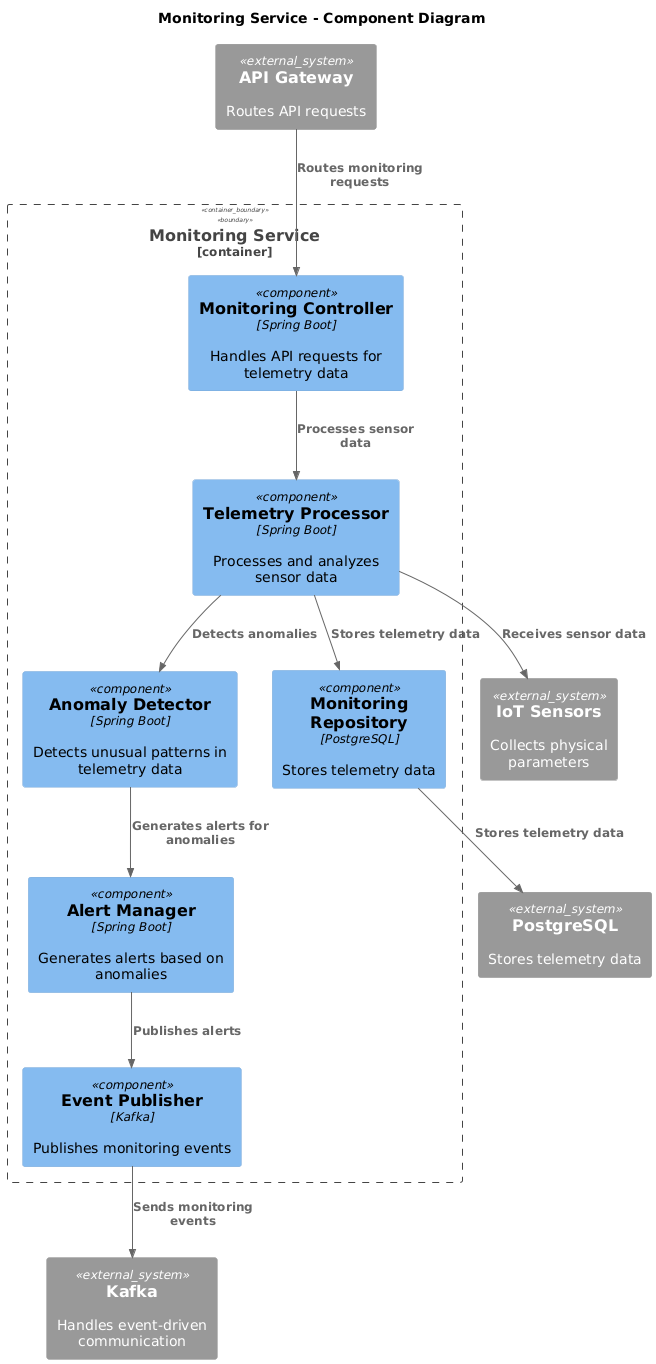 Monitoring Service - Component Diagram
«external_system»
API Gateway
Routes API requests
Routes monitoring
requests
«container_boundary»
«boundary»
Monitoring Service
[container]
«component»
Monitoring Controller
[Spring Boot]
Handles API requests for
telemetry data
Processes sensor
data
«component»
Telemetry Processor
[Spring Boot]
Processes and analyzes
sensor data
Detects anomalies
Stores telemetry data
Receives sensor data
«component»
Anomaly Detector
[Spring Boot]
Detects unusual patterns in
telemetry data
«component»
Monitoring
Repository
[PostgreSQL]
Stores telemetry data
«external_system»
IoT Sensors
Collects physical
parameters
Generates alerts for
anomalies
Stores telemetry data
«component»
Alert Manager
[Spring Boot]
Generates alerts based on
anomalies
«external_system»
PostgreSQL
Stores telemetry data
Publishes alerts
«component»
Event Publisher
[Kafka]
Publishes monitoring events
Sends monitoring
events
«external_system»
Kafka
Handles event-driven
communication